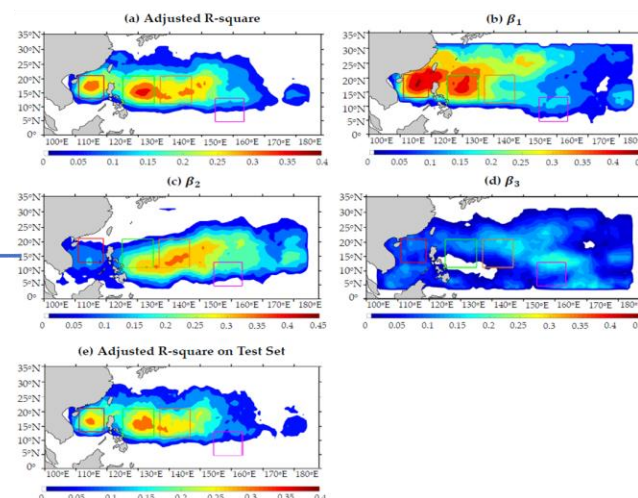 (a) Adjusted R-square
35°N
30°N
25°N
20°N
15°N
10°N
5°N
0°
100°E 110°E 120°E 130°E 140°E 150°E 160°E 170°E 180°E
0 0.05 0.1 0.15 0.2 0.25 0.3 0.35 0.4
(b) β1
35°N
30°N
25°N
20°N
15°N
10°N
5°N
0°
100°E 110°E 120°E 130°E 140°E 150°E 160°E 170°E 180°
0.05 0.1 0.15 0.2 0.25 0.3 0.35 0.4
(c) β2
35°N
30°N
25°N
20°N
15°N
10°N
5°N
0°
100°E 110°E 120°E 130°E 140°E 150°E 160°E 170°E 180°E
0.05 0.1 0.15 0.2 0.25 0.3 0.35 0.4 0.45
(d) β3
35°N
30°N
25°N
20°N
15°N
10°N
5°N
0°
100°E 110°E 120°E 130°E 140°E 150°E 160°E 170°E 180°
0.05 0.1 0.15 0.2 0.25 0.3 0.35 0.4
(e) Adjusted R-square on Test Set
35°N
30°N
25°N
20°N
15°N
10°N
5°N
0°
100°E 110°E 120°E 130°E 140°E 150°E 160°E 170°E 180°E
0 0.05 0.1 0.15 0.2 0.25 0.3 0.35 0.4